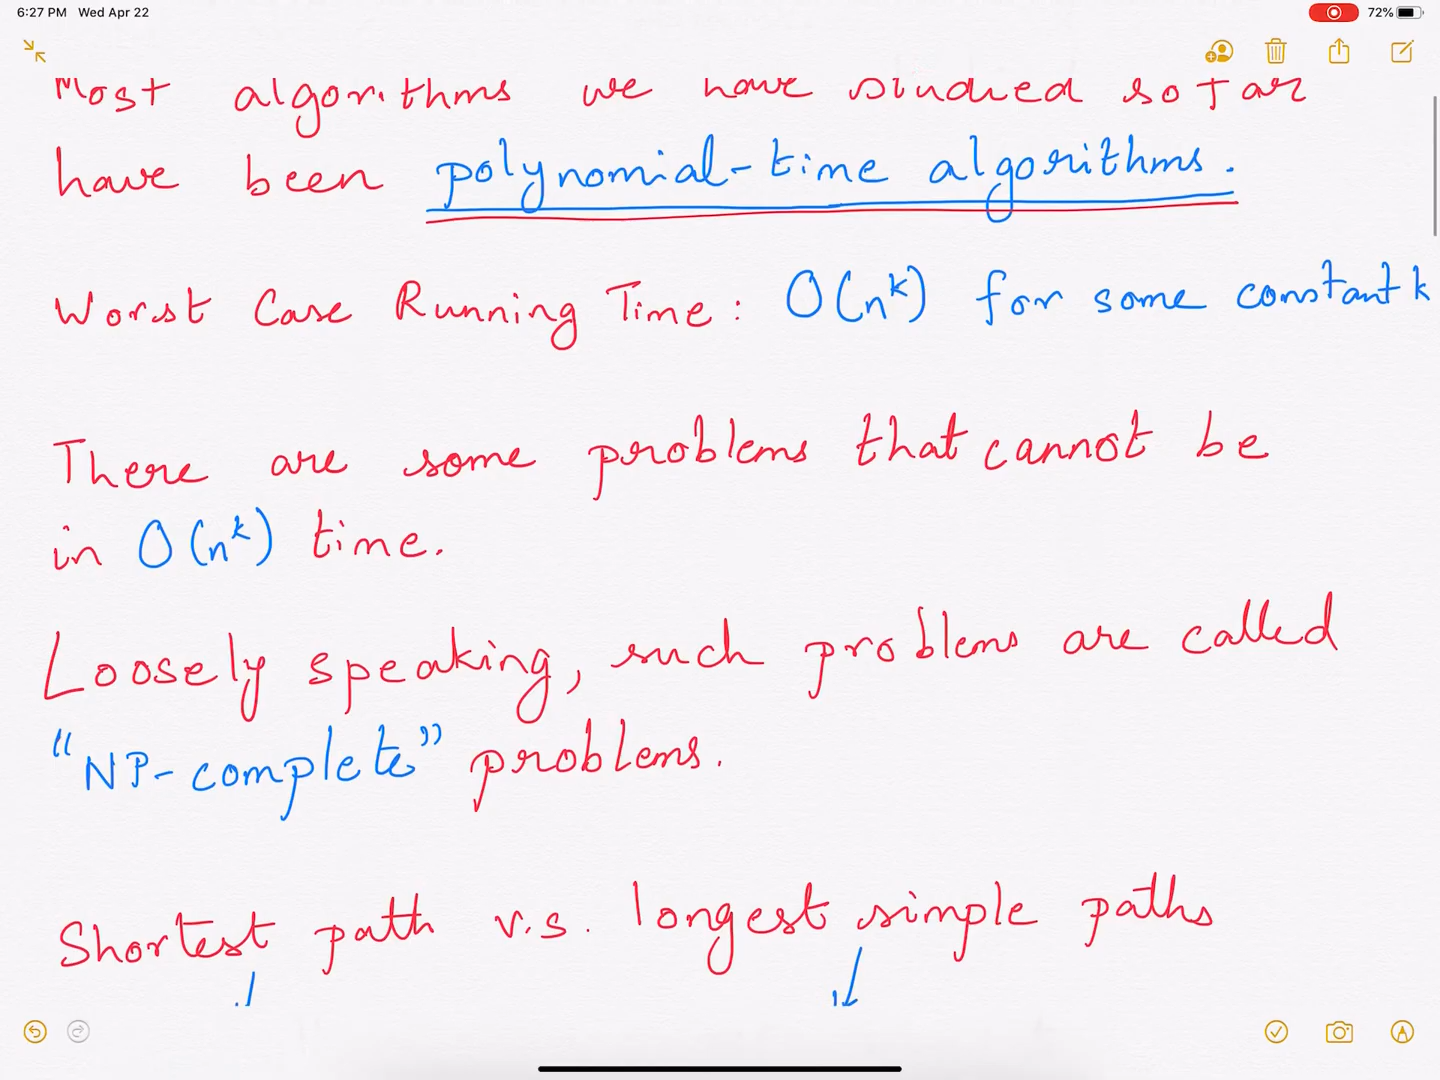 6:27 PM Wed Apr 22
72%
Most algorithms we have studied so far
have been polynomial-time algorithms.
Worst Case Running Time: O(n^k) for some constant k
There are some problems that cannot be
in O(n^k) time.
Loosely speaking, such problems are called
"NP-complete" problems.
Shortest path v.s. longest simple paths